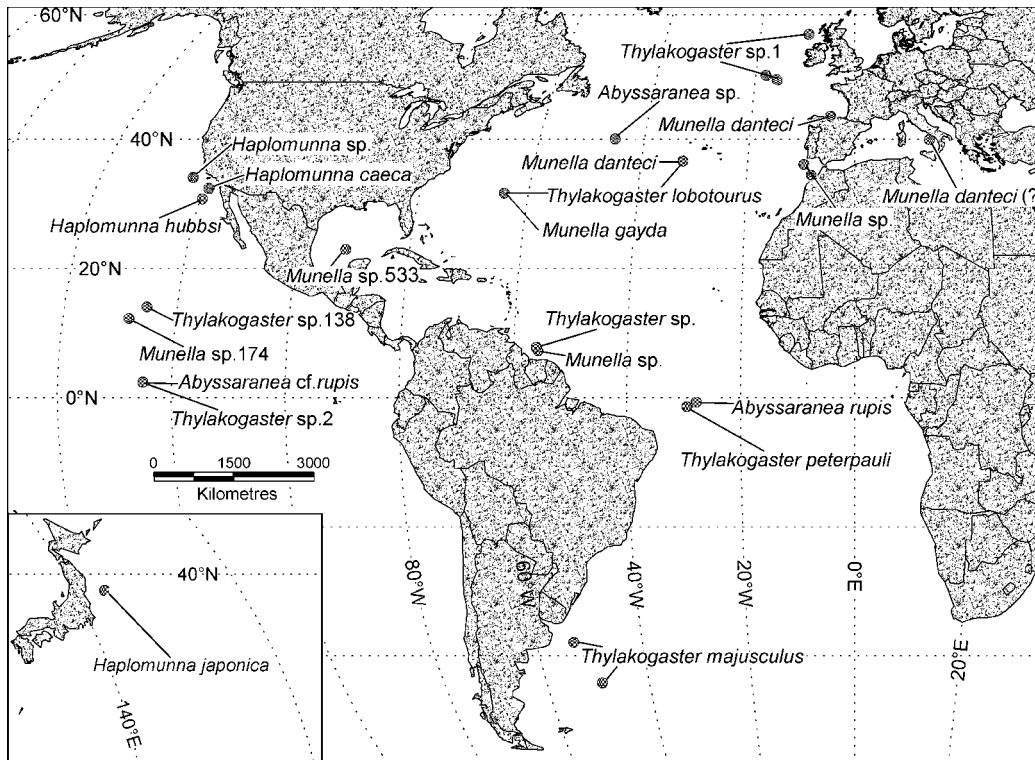 60°N
Thylakogaster sp.1
Abyssaranea sp.
Munella danteci
40°N
Haplomunna sp.
Munella danteci
Haplomunna caeca
Thylakogaster lobotourus
Munella danteci (?
Haplomunna hubbsi
Munella sp.
Munella gayda
20°N
Munella sp.533
Thylakogaster sp.138
Thylakogaster sp.
Munella sp.174
Munella sp.
Abyssaranea cf.rupis
0°N
Thylakogaster sp.2
Abyssaranea rupis
Thylakogaster peterpauli
0 1500 3000
Kilometres
80°W
60°W
40°W
20°W
0°E
20°E
40°N
Haplomunna japonica
140°E
Thylakogaster majusculus